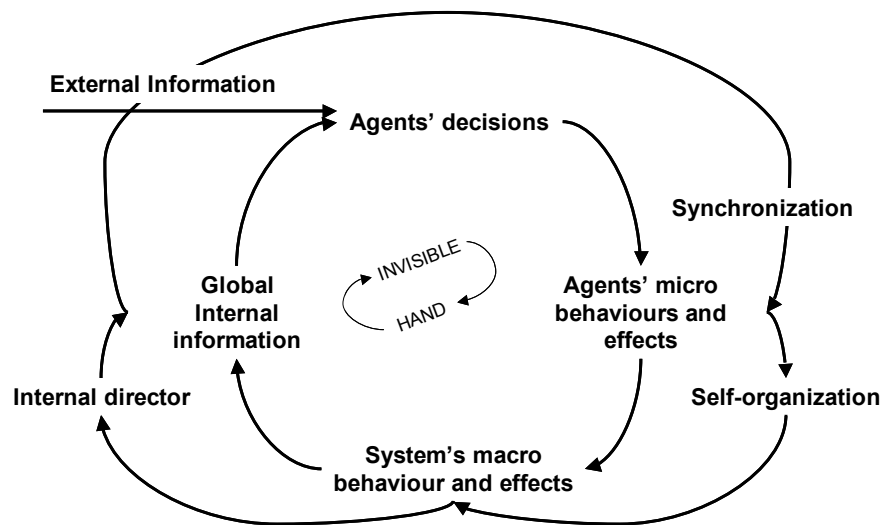 External Information
Agents’ decisions
Synchronization
INVISIBLE
HAND
Global
Internal
information
Agents’ micro
behaviours and
effects
Internal director
Self-organization
System’s macro
behaviour and effects